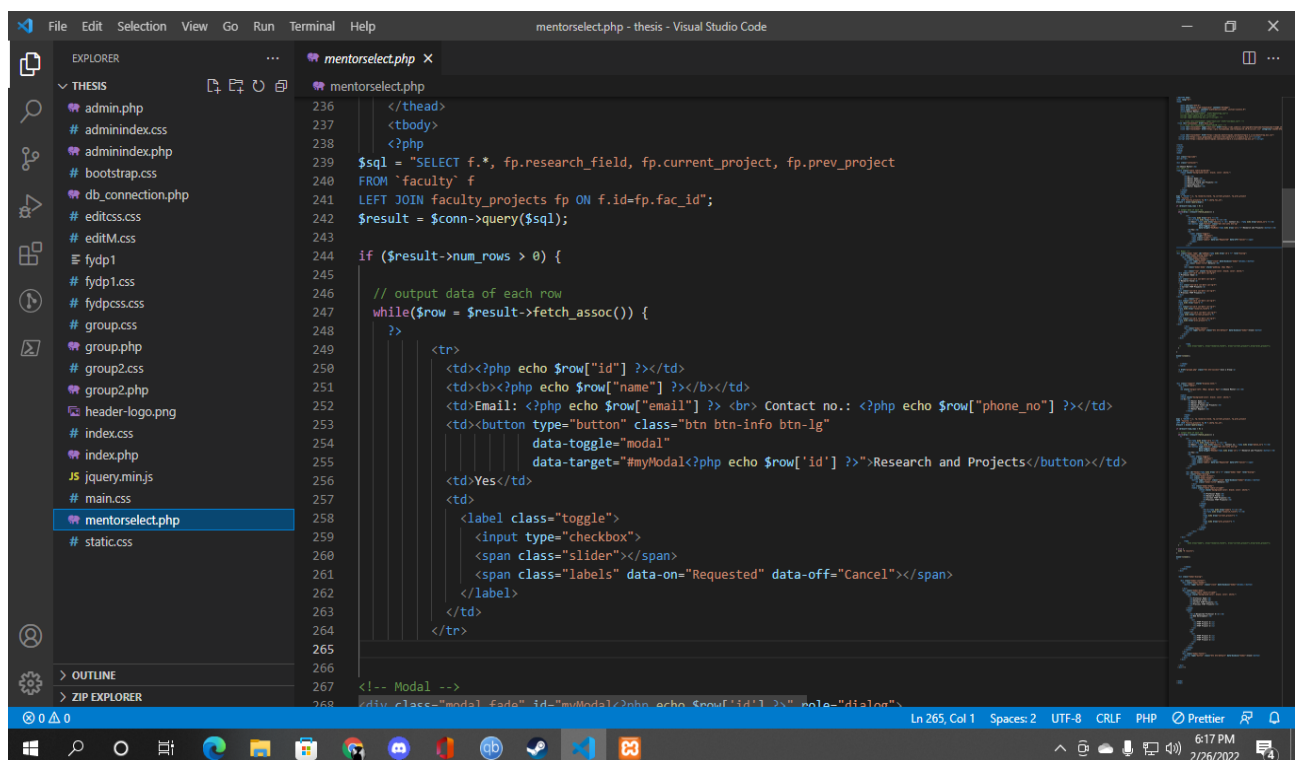 File Edit Selection View Go Run Terminal Help
mentorselect.php - thesis - Visual Studio Code
EXPLORER
THESIS
admin.php
adminindex.css
adminindex.php
bootstrap.css
db_connection.php
editcss.css
editM.css
fydp1
fydp1.css
fydpcss.css
group.css
group.php
group2.css
group2.php
header-logo.png
index.css
index.php
JS jquery.min.js
main.css
mentorselect.php
static.css
OUTLINE
ZIP EXPLORER
mentorselect.php
mentorselect.php
236 </thead>
237 <tbody>
238 <?php
239 $sql = "SELECT f.*, fp.research_field, fp.current_project, fp.prev_project
240 FROM `faculty` f
241 LEFT JOIN faculty_projects fp ON f.id=fp.fac_id";
242 $result = $conn->query($sql);
243
244 if ($result->num_rows > 0) {
245
246 // output data of each row
247 while($row = $result->fetch_assoc()) {
248 ?>
249 <tr>
250 <td><?php echo $row["id"] ?></td>
251 <td><b><?php echo $row["name"] ?></b></td>
252 <td>Email: <?php echo $row["email"] ?> <br> Contact no.: <?php echo $row["phone_no"] ?></td>
253 <td><button type="button" class="btn btn-info btn-lg"
254 data-toggle="modal"
255 data-target="#myModal<?php echo $row['id'] ?>">Research and Projects</button></td>
256 <td>Yes</td>
257 <td>
258 <label class="toggle">
259 <input type="checkbox">
260 <span class="slider"></span>
261 <span class="labels" data-on="Requested" data-off="Cancel"></span>
262 </label>
263 </td>
264 </tr>
265
266
267 <!-- Modal -->
268 <div class="modal fade" id="myModal<?php echo $row['id'] ?>" role="dialog">
0 0
Ln 265, Col 1 Spaces: 2 UTF-8 CRLF PHP Prettier
qb
6:17 PM
2/26/2022
4